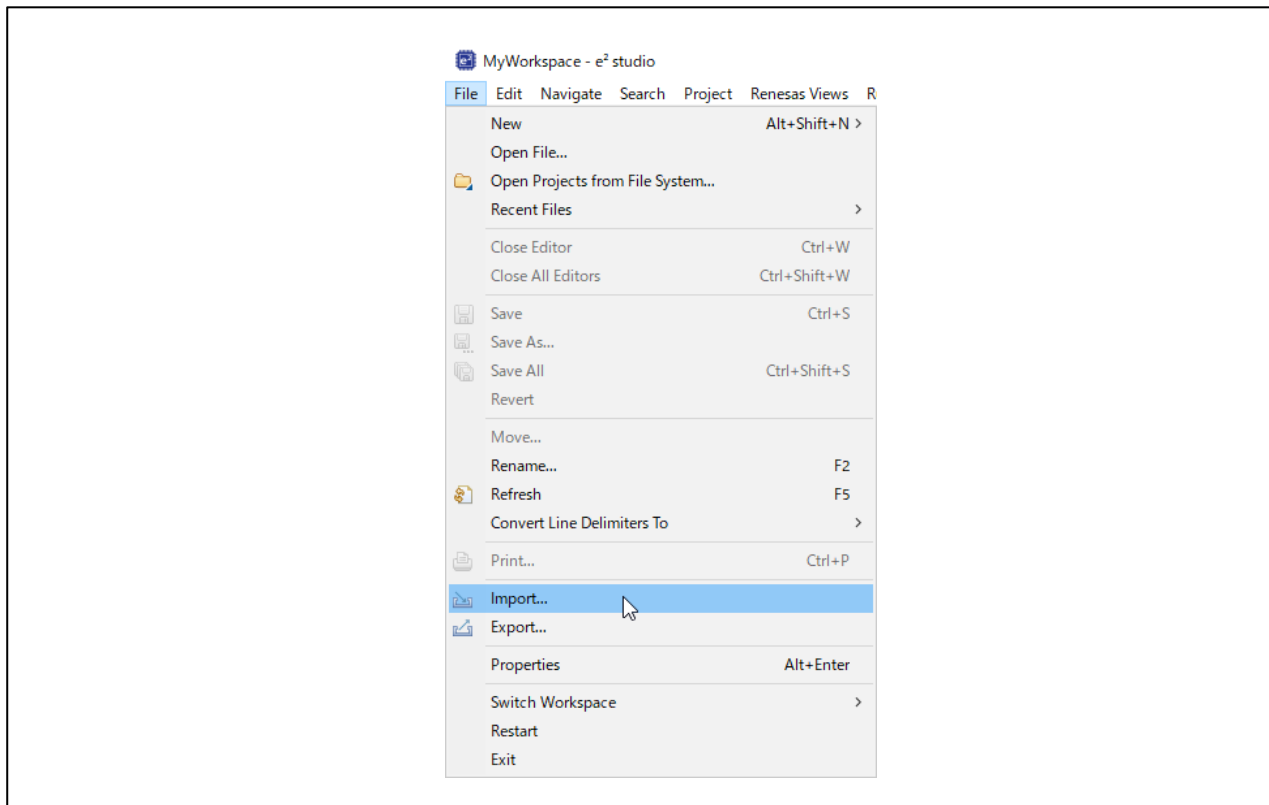 MyWorkspace - e² studio
File Edit Navigate Search Project Renesas Views R
New Alt+Shift+N >
Open File...
Open Projects from File System...
Recent Files >
Close Editor Ctrl+W
Close All Editors Ctrl+Shift+W
Save Ctrl+S
Save As...
Save All Ctrl+Shift+S
Revert
Move...
Rename... F2
Refresh F5
Convert Line Delimiters To >
Print... Ctrl+P
Import...
Export...
Properties Alt+Enter
Switch Workspace >
Restart
Exit